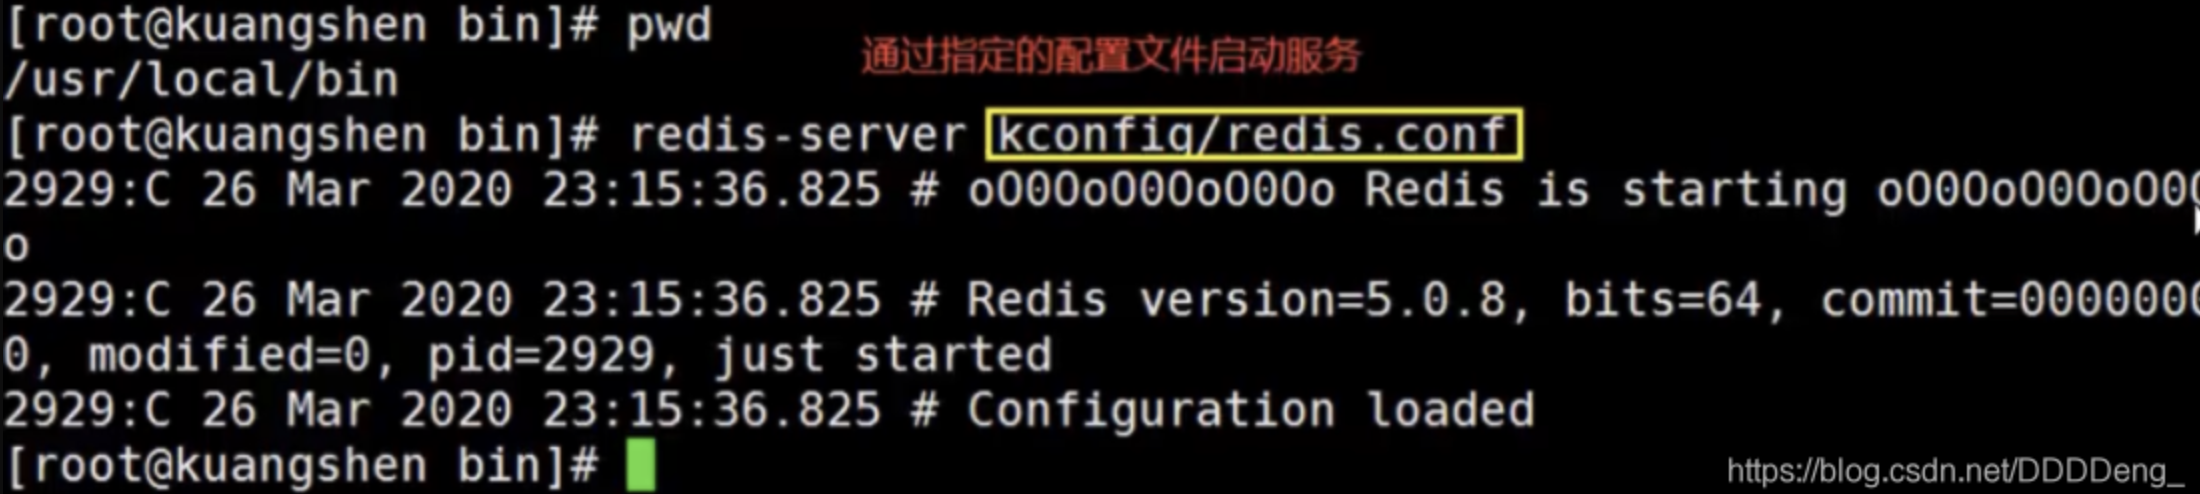 [root@kuangshen bin]# pwd
通过指定的配置文件启动服务
/usr/local/bin
[root@kuangshen bin]# redis-server kconfig/redis.conf
2929:C 26 Mar 2020 23:15:36.825 # oO0OoO0OoO0Oo Redis is starting oO0OoO0OoO0O
o
2929:C 26 Mar 2020 23:15:36.825 # Redis version=5.0.8, bits=64, commit=0000000
0, modified=0, pid=2929, just started
2929:C 26 Mar 2020 23:15:36.825 # Configuration loaded
[root@kuangshen bin]#
https://blog.csdn.net/DDDDeng_